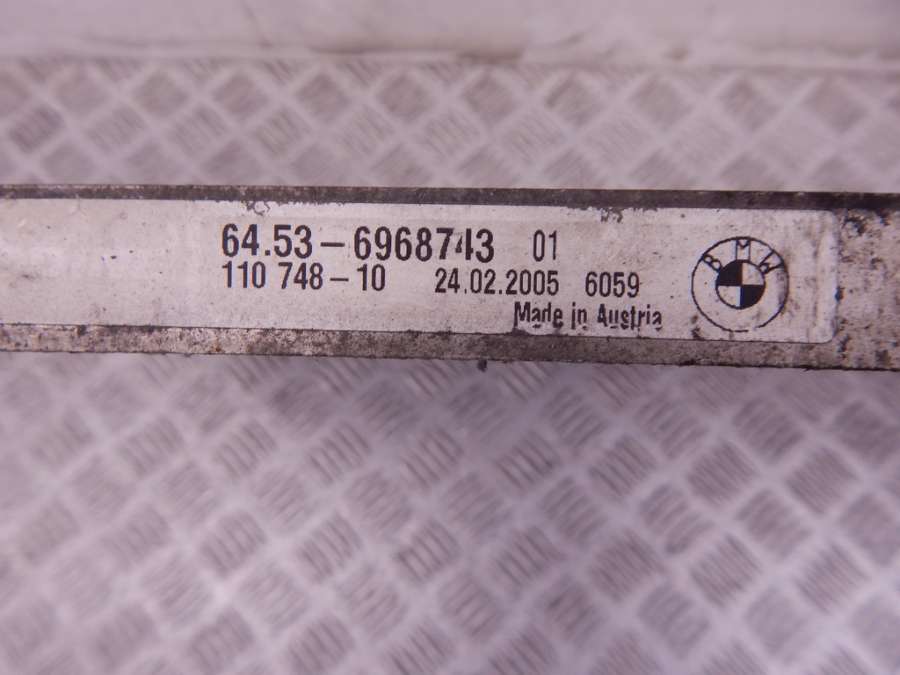 64.53-6968743 01
110 748-10 24.02.2005 6059
Made in Austria
BMW